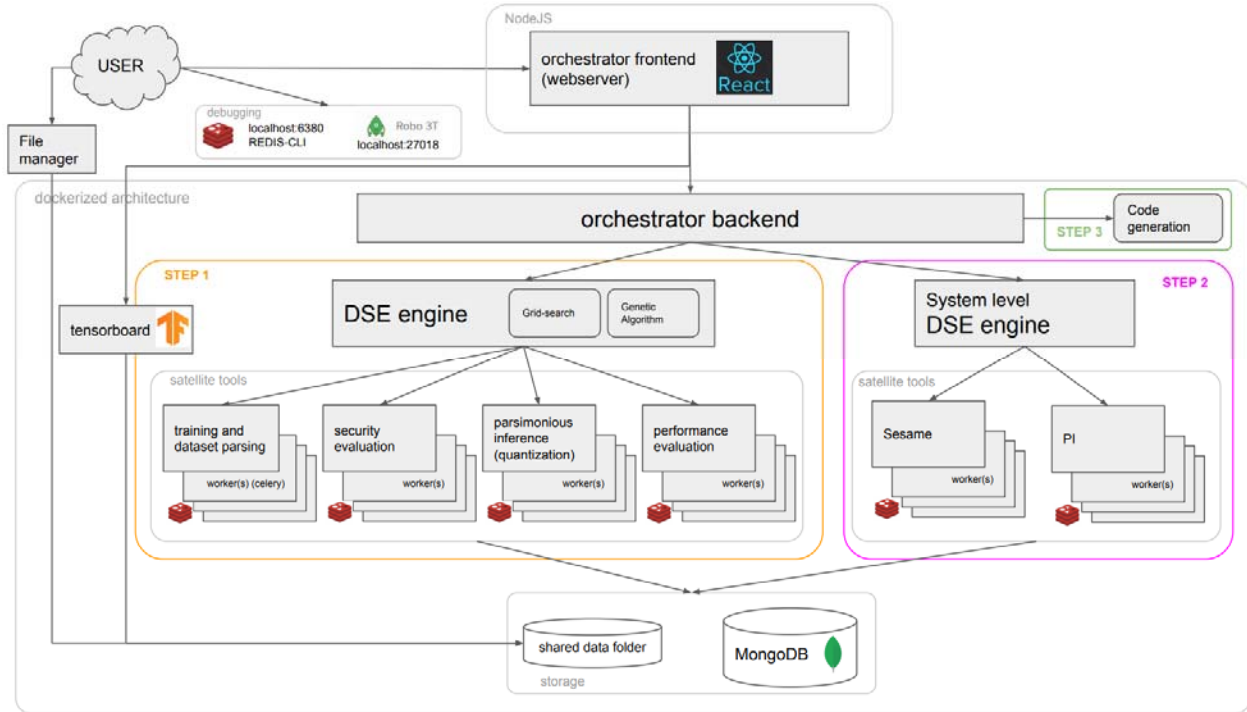 NodeJS
USER
orchestrator frontend
(webserver)
React
debugging
localhost:6380
REDIS-CLI
Robo 3T
localhost:27018
File
manager
dockerized architecture
orchestrator backend
Code
generation
STEP 3
STEP 1
DSE engine
Grid-search
Genetic
Algorithm
STEP 2
System level
DSE engine
tensorboard
satellite tools
training and
dataset parsing
worker(s) (celery)
security
evaluation
worker(s)
parsimonious
inference
(quantization)
worker(s)
performance
evaluation
worker(s)
satellite tools
Sesame
worker(s)
PI
worker(s)
shared data folder
MongoDB
storage